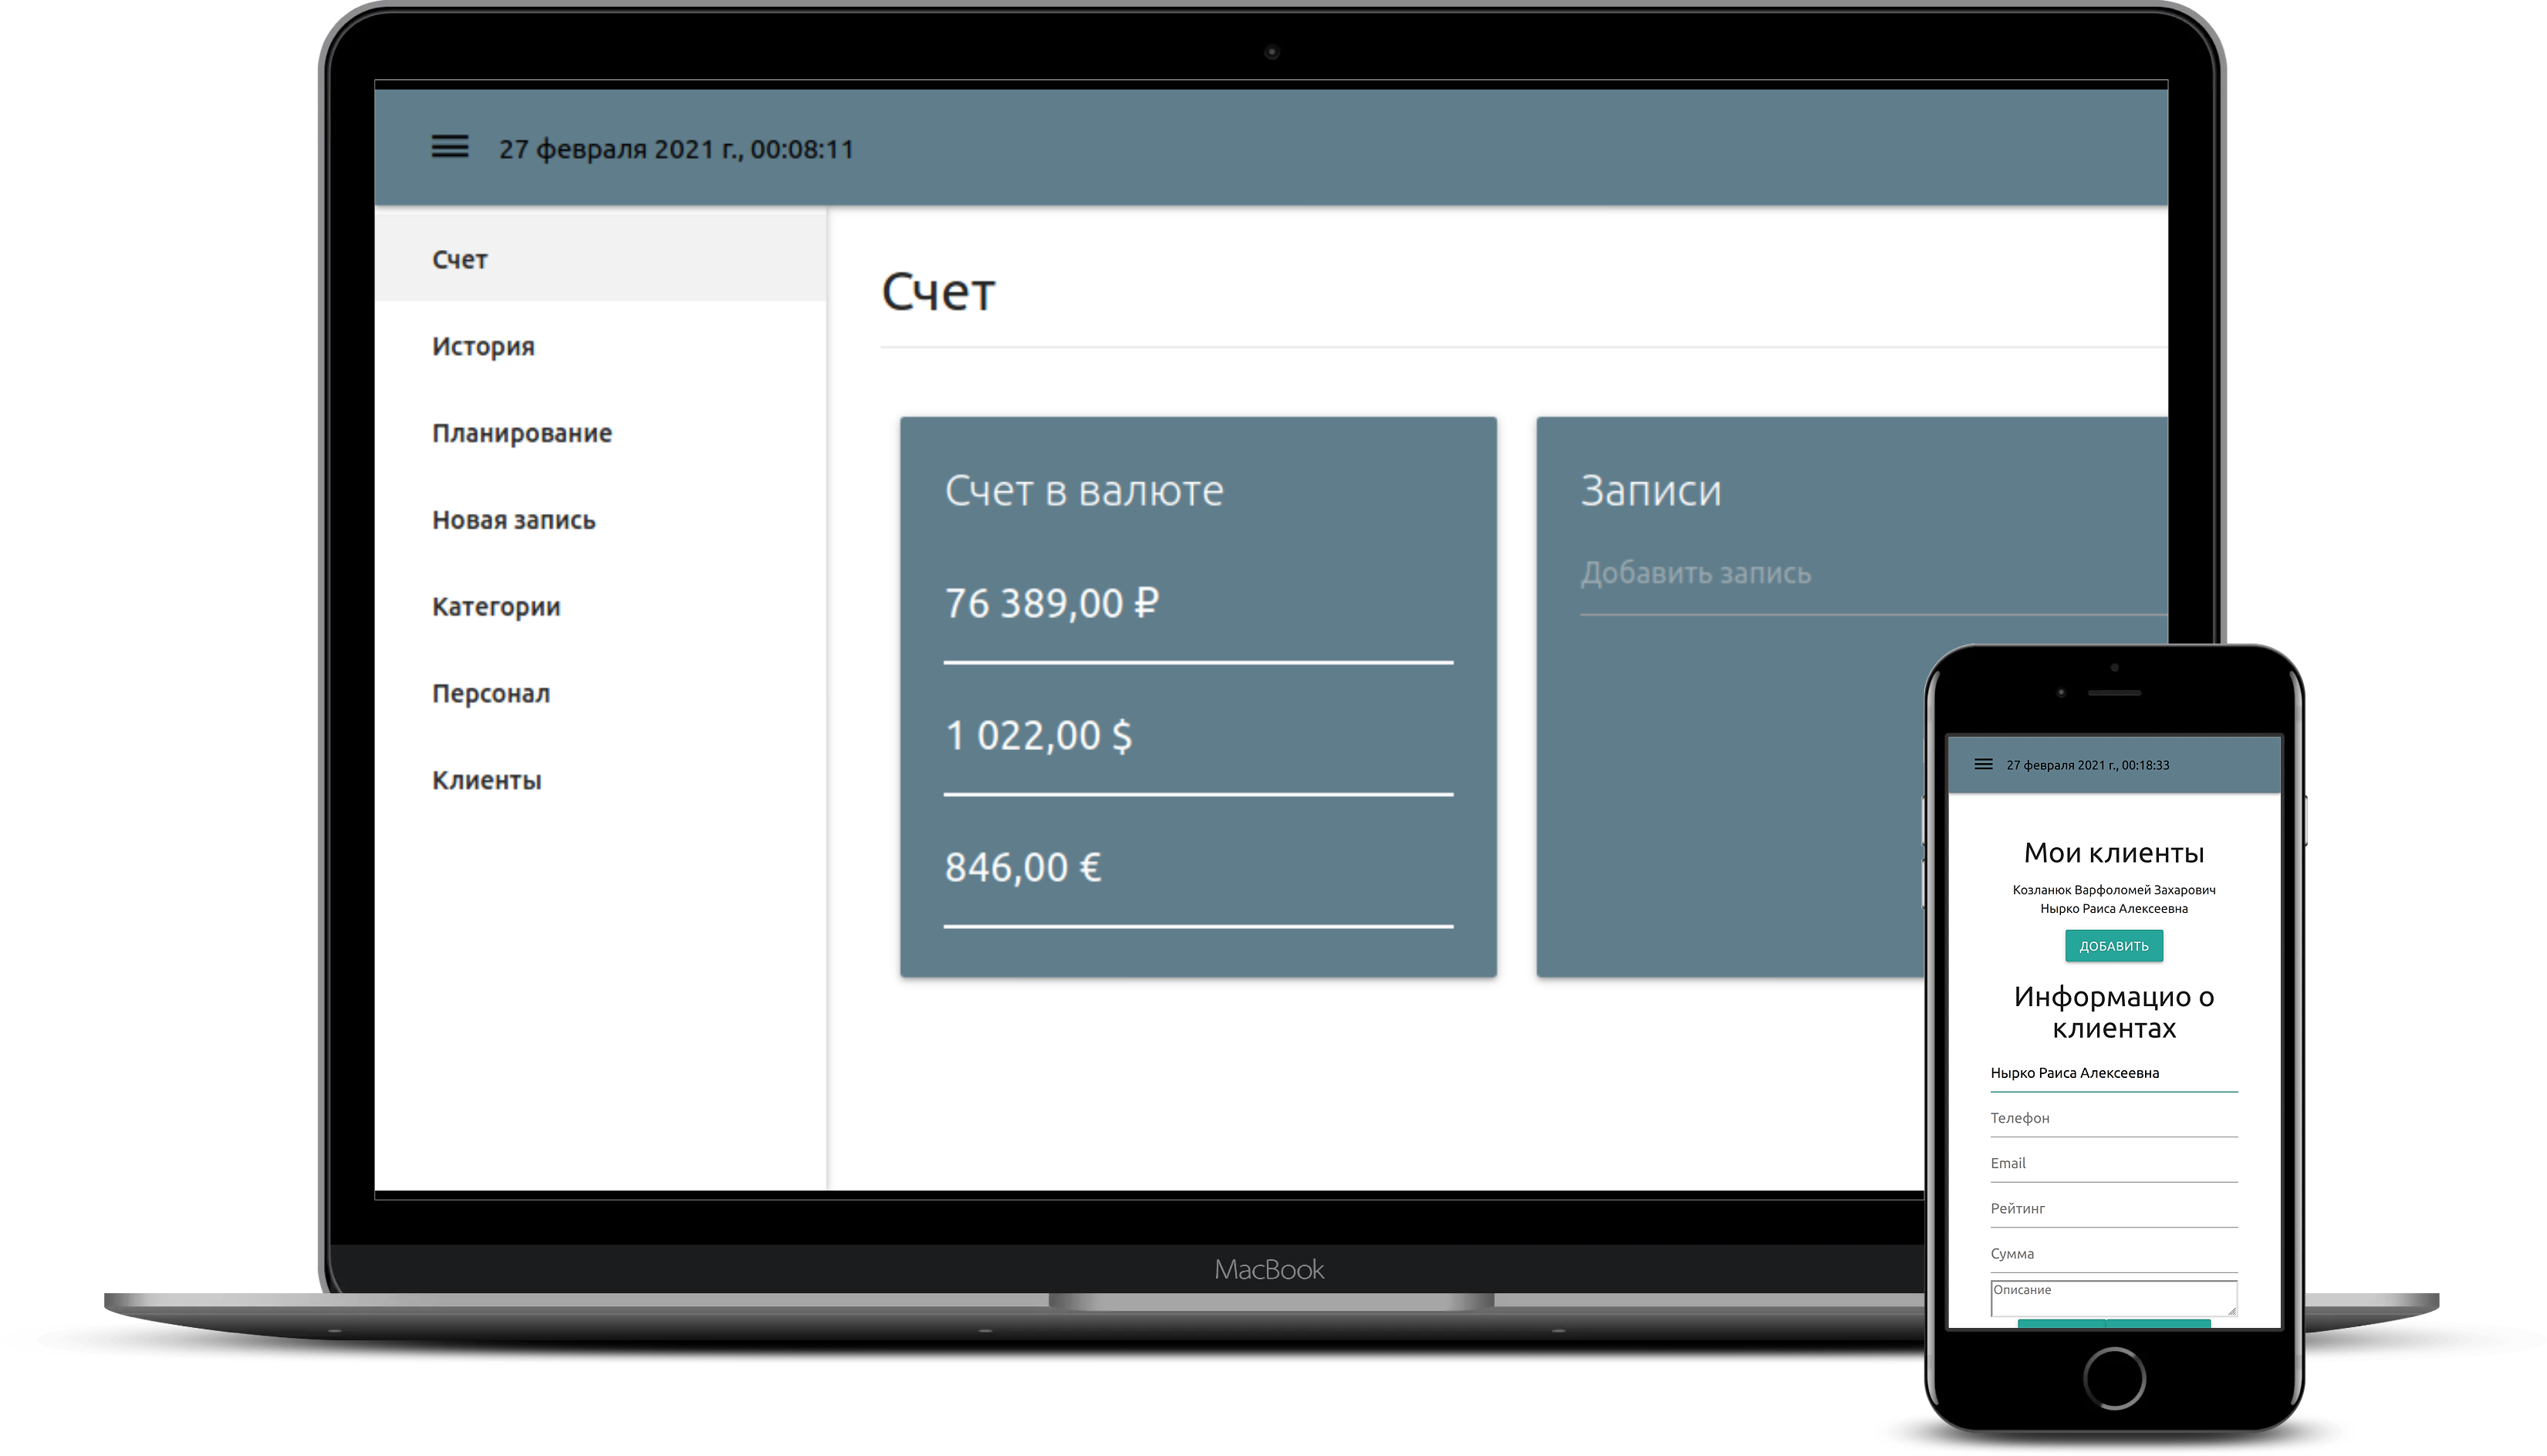 27 февраля 2021 г., 00:08:11
Счет
История
Планирование
Новая запись
Категории
Персонал
Клиенты
Счет
Счет в валюте
76 389,00 ₽
1 022,00 $
846,00 €
Записи
Добавить запись
MacBook
27 февраля 2021 г., 00:18:33
Мои клиенты
Козланюк Варфоломей Захарович
Нырко Раиса Алексеевна
ДОБАВИТЬ
Информацио о
клиентах
Нырко Раиса Алексеевна
Телефон
Email
Рейтинг
Сумма
Описание